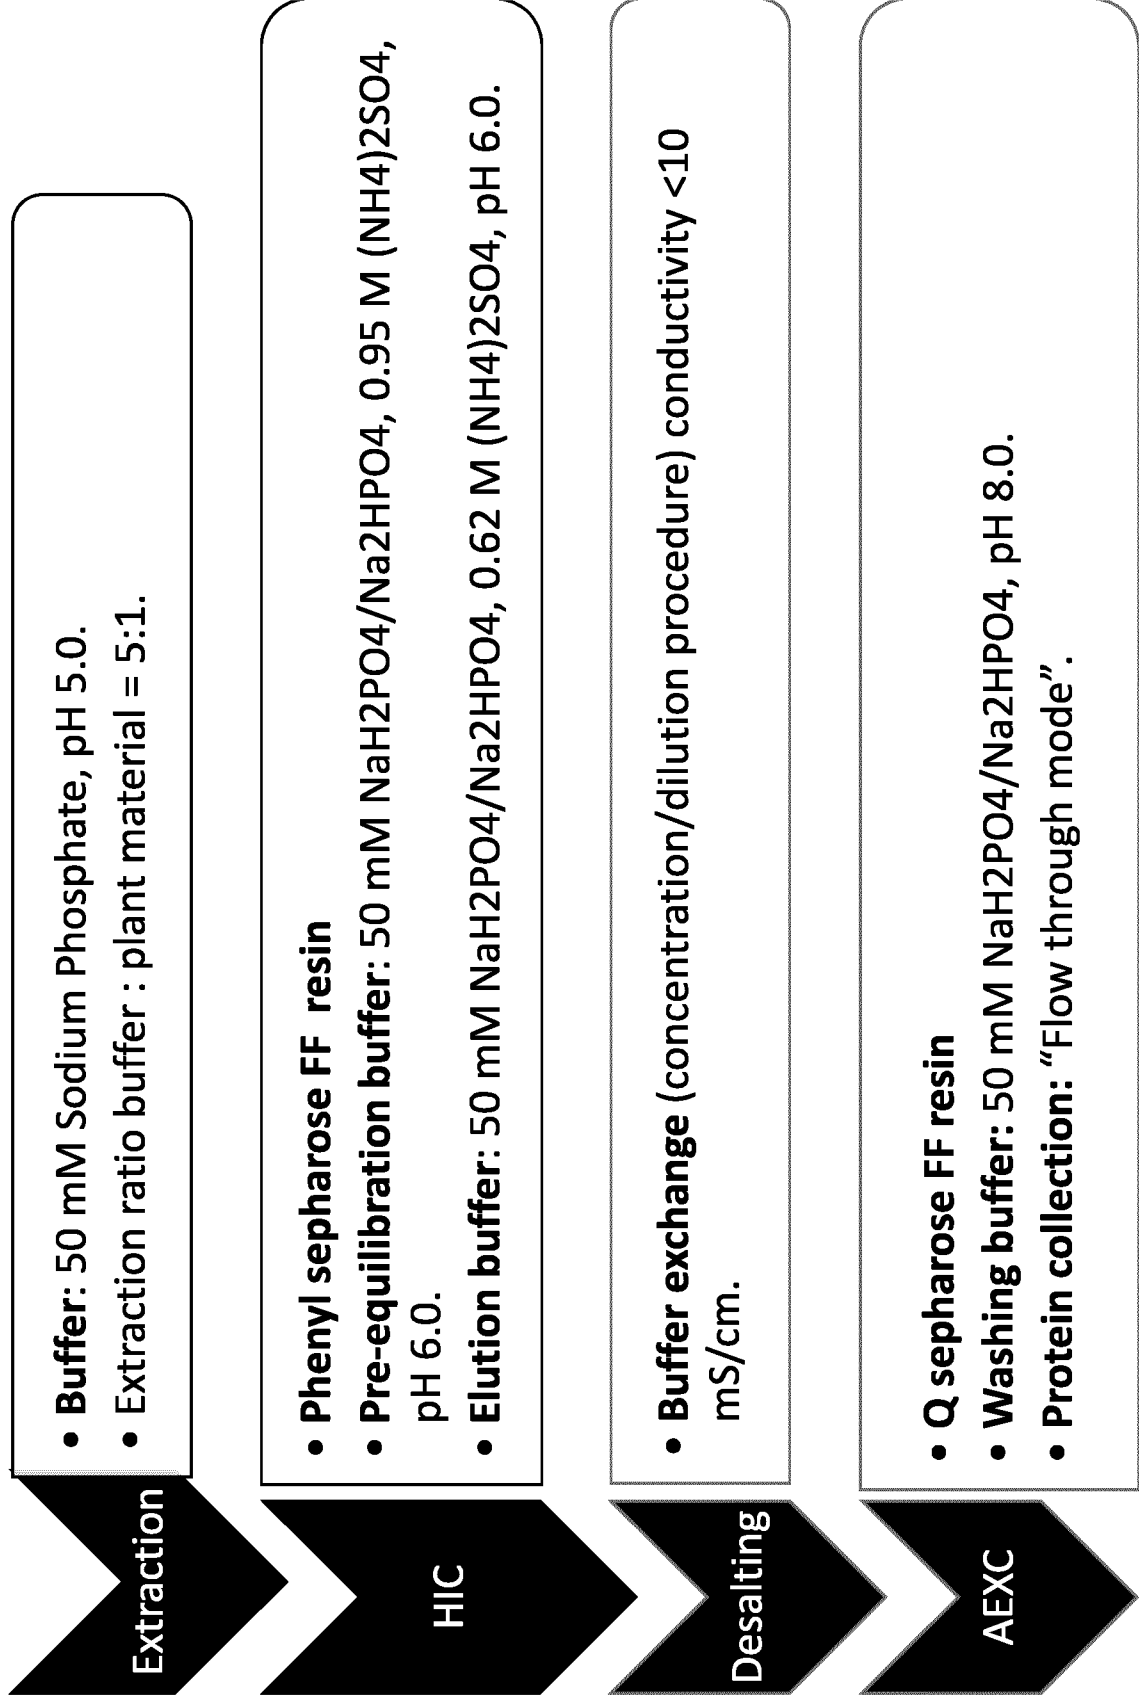 Extraction
• Buffer: 50 mM Sodium Phosphate, pH 5.0.
• Extraction ratio buffer : plant material = 5:1.
HIC
• Phenyl sepharose FF resin
• Pre-equilibration buffer: 50 mM NaH2PO4/Na2HPO4, 0.95 M (NH4)2SO4,
pH 6.0.
• Elution buffer: 50 mM NaH2PO4/Na2HPO4, 0.62 M (NH4)2SO4, pH 6.0.
Desalting
• Buffer exchange (concentration/dilution procedure) conductivity <10
mS/cm.
AEXC
• Q sepharose FF resin
• Washing buffer: 50 mM NaH2PO4/Na2HPO4, pH 8.0.
• Protein collection: “Flow through mode”.